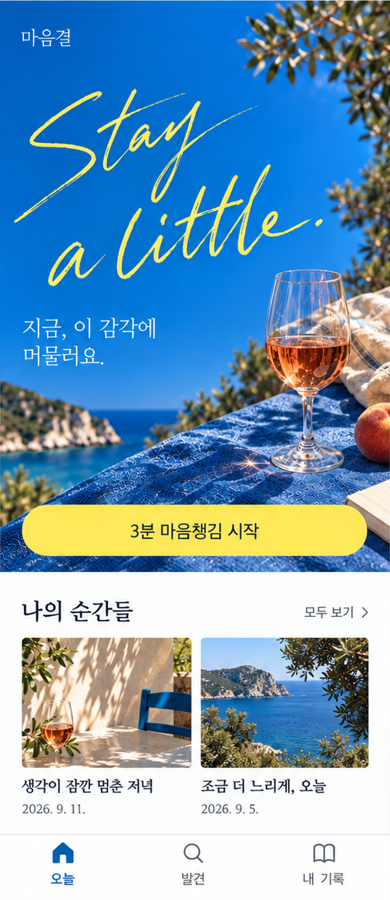 마음결
Stay
a little.
지금, 이 감각에
머물러요.
3분 마음챙김 시작
나의 순간들
모두 보기
생각이 잠깐 멈춘 저녁
2026. 9. 11.
조금 더 느리게, 오늘
2026. 9. 5.
오늘
발견
내 기록